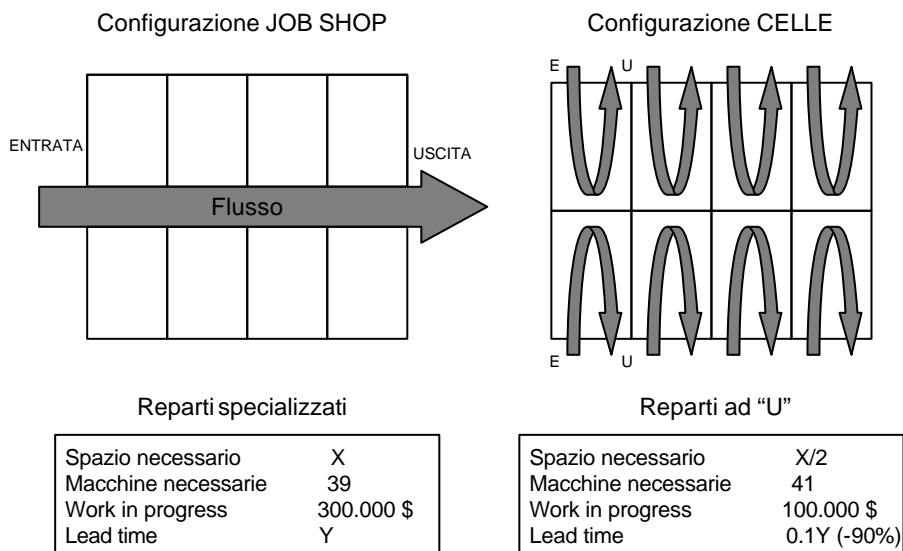 Configurazione JOB SHOP
ENTRATA
USCITA
Flusso
Reparti specializzati
Spazio necessario X
Macchine necessarie 39
Work in progress 300.000 $
Lead time Y
Configurazione CELLE
E U
E U
Reparti ad “U”
Spazio necessario X/2
Macchine necessarie 41
Work in progress 100.000 $
Lead time 0.1Y (-90%)